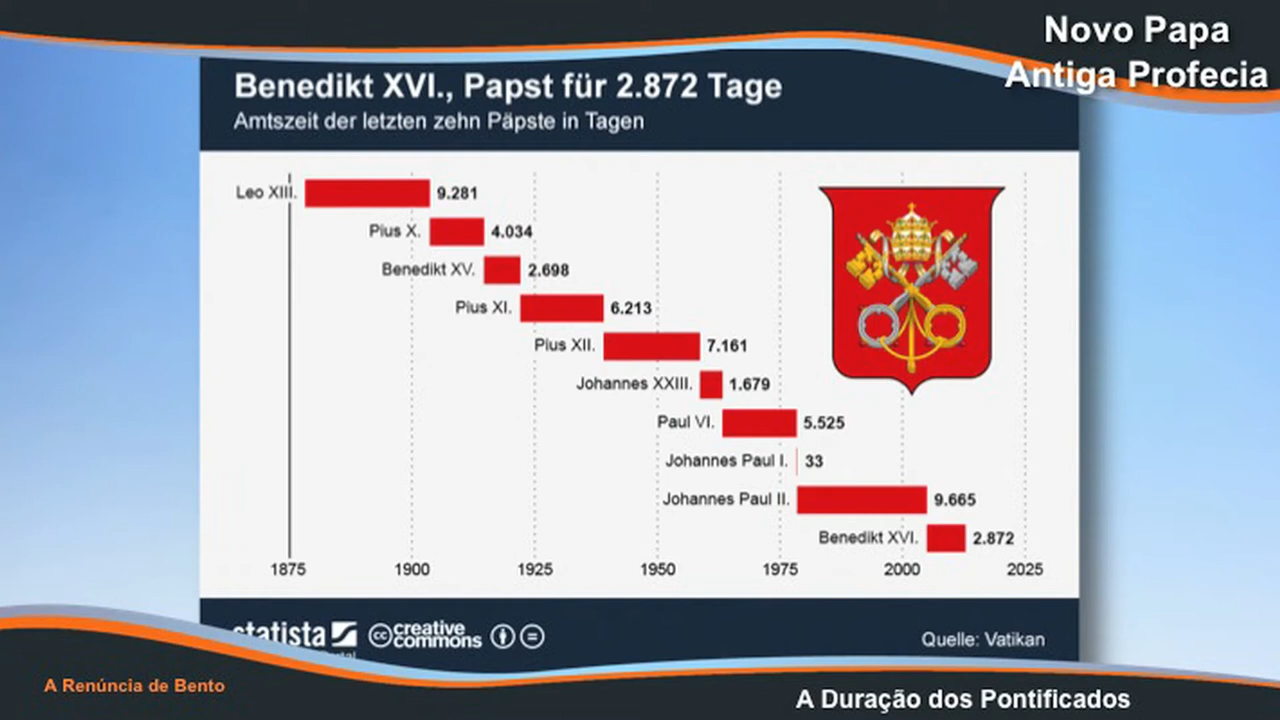 Novo Papa
Antiga Profecia
Benedikt XVI., Papst für 2.872 Tage
Amtszeit der letzten zehn Päpste in Tagen
Leo XIII. 9.281
Pius X. 4.034
Benedikt XV. 2.698
Pius XI. 6.213
Pius XII. 7.161
Johannes XXIII. 1.679
Paul VI. 5.525
Johannes Paul I. 33
Johannes Paul II. 9.665
Benedikt XVI. 2.872
1875 1900 1925 1950 1975 2000 2025
statista cc creative commons
Quelle: Vatikan
A Renúncia de Bento
A Duração dos Pontificados